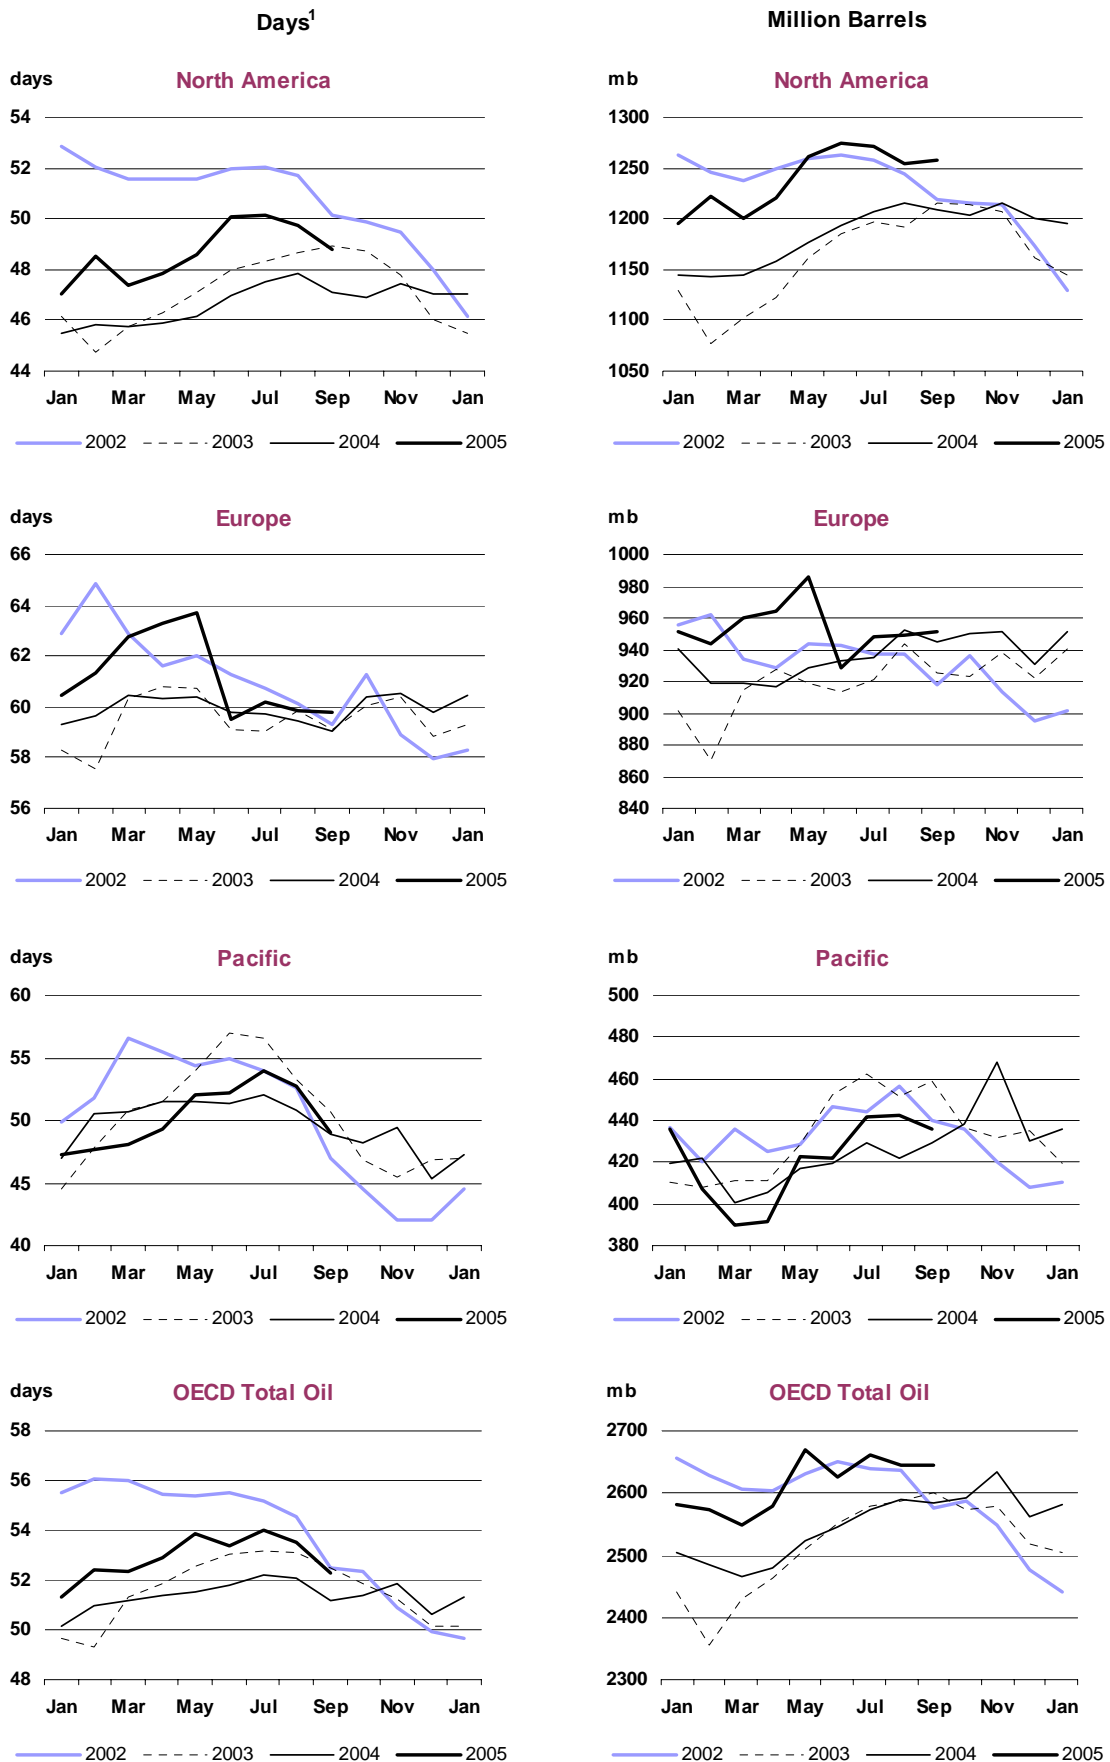 Days¹ Million Barrels
days North America mb North America
54 1300
52 1250
50 1200
48 1150
46 1100
44 1050
Jan Mar May Jul Sep Nov Jan Jan Mar May Jul Sep Nov Jan
2002 2003 2004 2005 2002 2003 2004 2005
days Europe mb Europe
66 1000
980
64 960
62 940
920
60 900
58 880
860
56 840
Jan Mar May Jul Sep Nov Jan Jan Mar May Jul Sep Nov Jan
2002 2003 2004 2005 2002 2003 2004 2005
days Pacific mb Pacific
60 500
480
55 460
50 440
420
45 400
40 380
Jan Mar May Jul Sep Nov Jan Jan Mar May Jul Sep Nov Jan
2002 2003 2004 2005 2002 2003 2004 2005
days OECD Total Oil mb OECD Total Oil
58 2700
56 2600
54
52 2500
50 2400
48 2300
Jan Mar May Jul Sep Nov Jan Jan Mar May Jul Sep Nov Jan
2002 2003 2004 2005 2002 2003 2004 2005